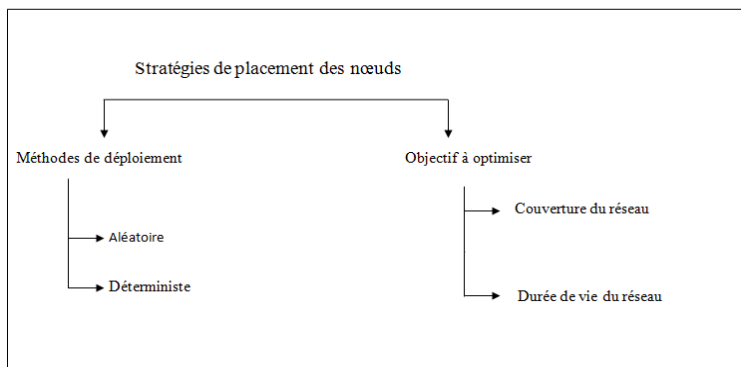 Stratégies de placement des nœuds
Méthodes de déploiement
Objectif à optimiser
Aléatoire
Déterministe
Couverture du réseau
Durée de vie du réseau